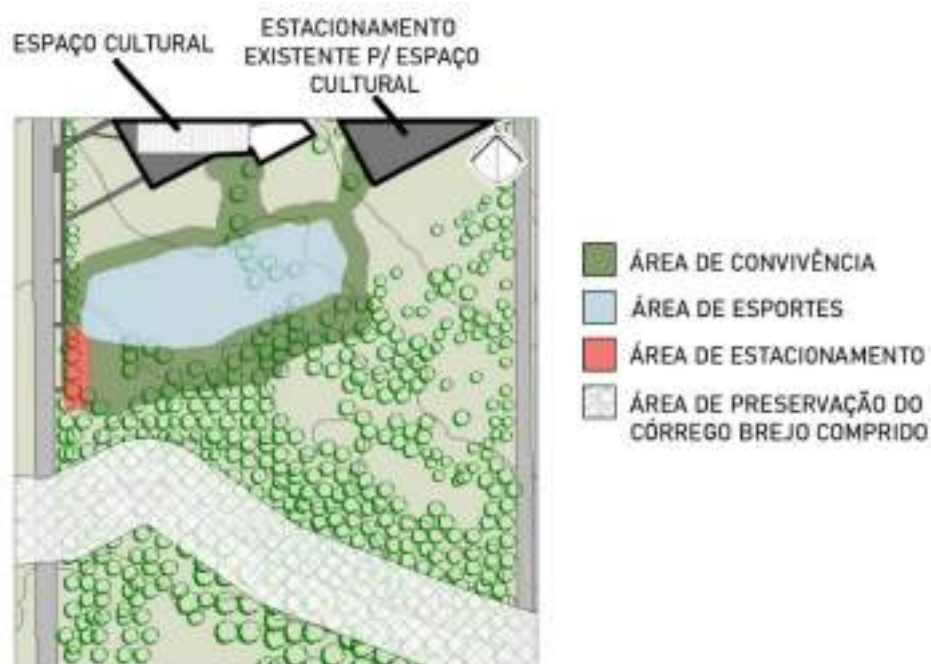 ESPAÇO CULTURAL
ESTACIONAMENTO
EXISTENTE P/ ESPAÇO
CULTURAL
ÁREA DE CONVIVÊNCIA
ÁREA DE ESPORTES
ÁREA DE ESTACIONAMENTO
ÁREA DE PRESERVAÇÃO DO
CÓRREGO BREJO COMPRIDO